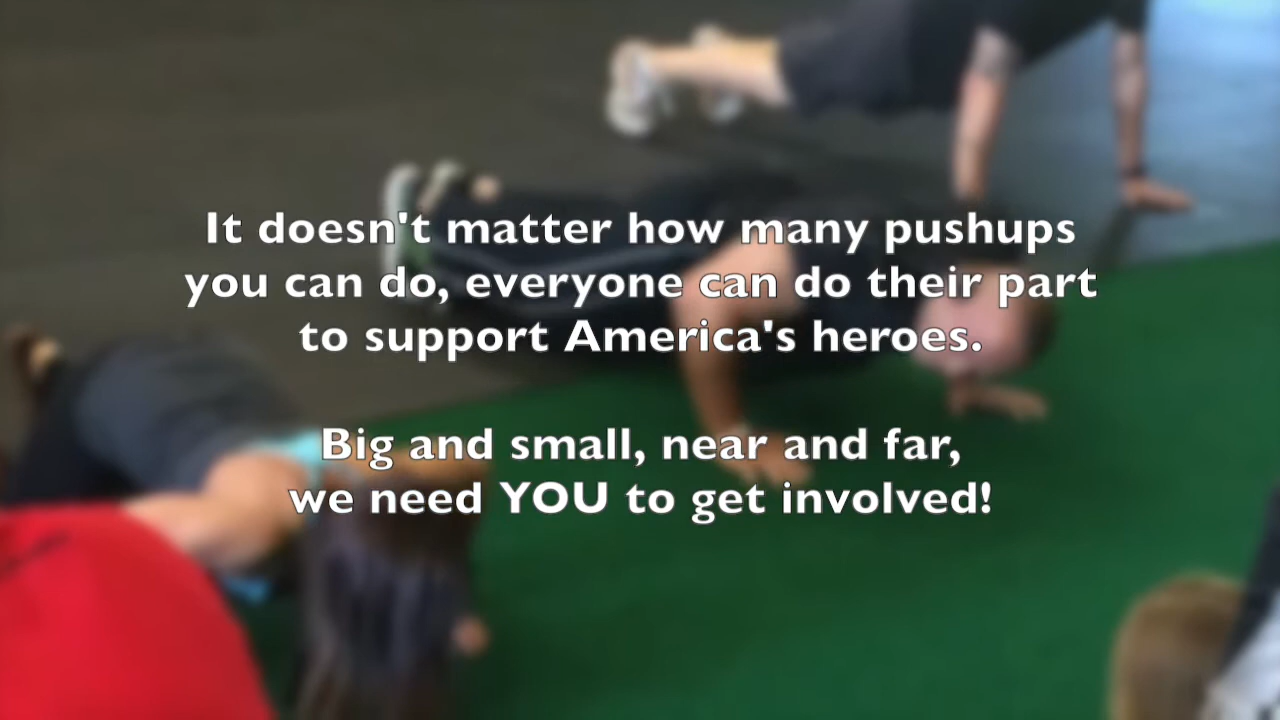 It doesn't matter how many pushups
you can do, everyone can do their part
to support America's heroes.
Big and small, near and far,
we need YOU to get involved!